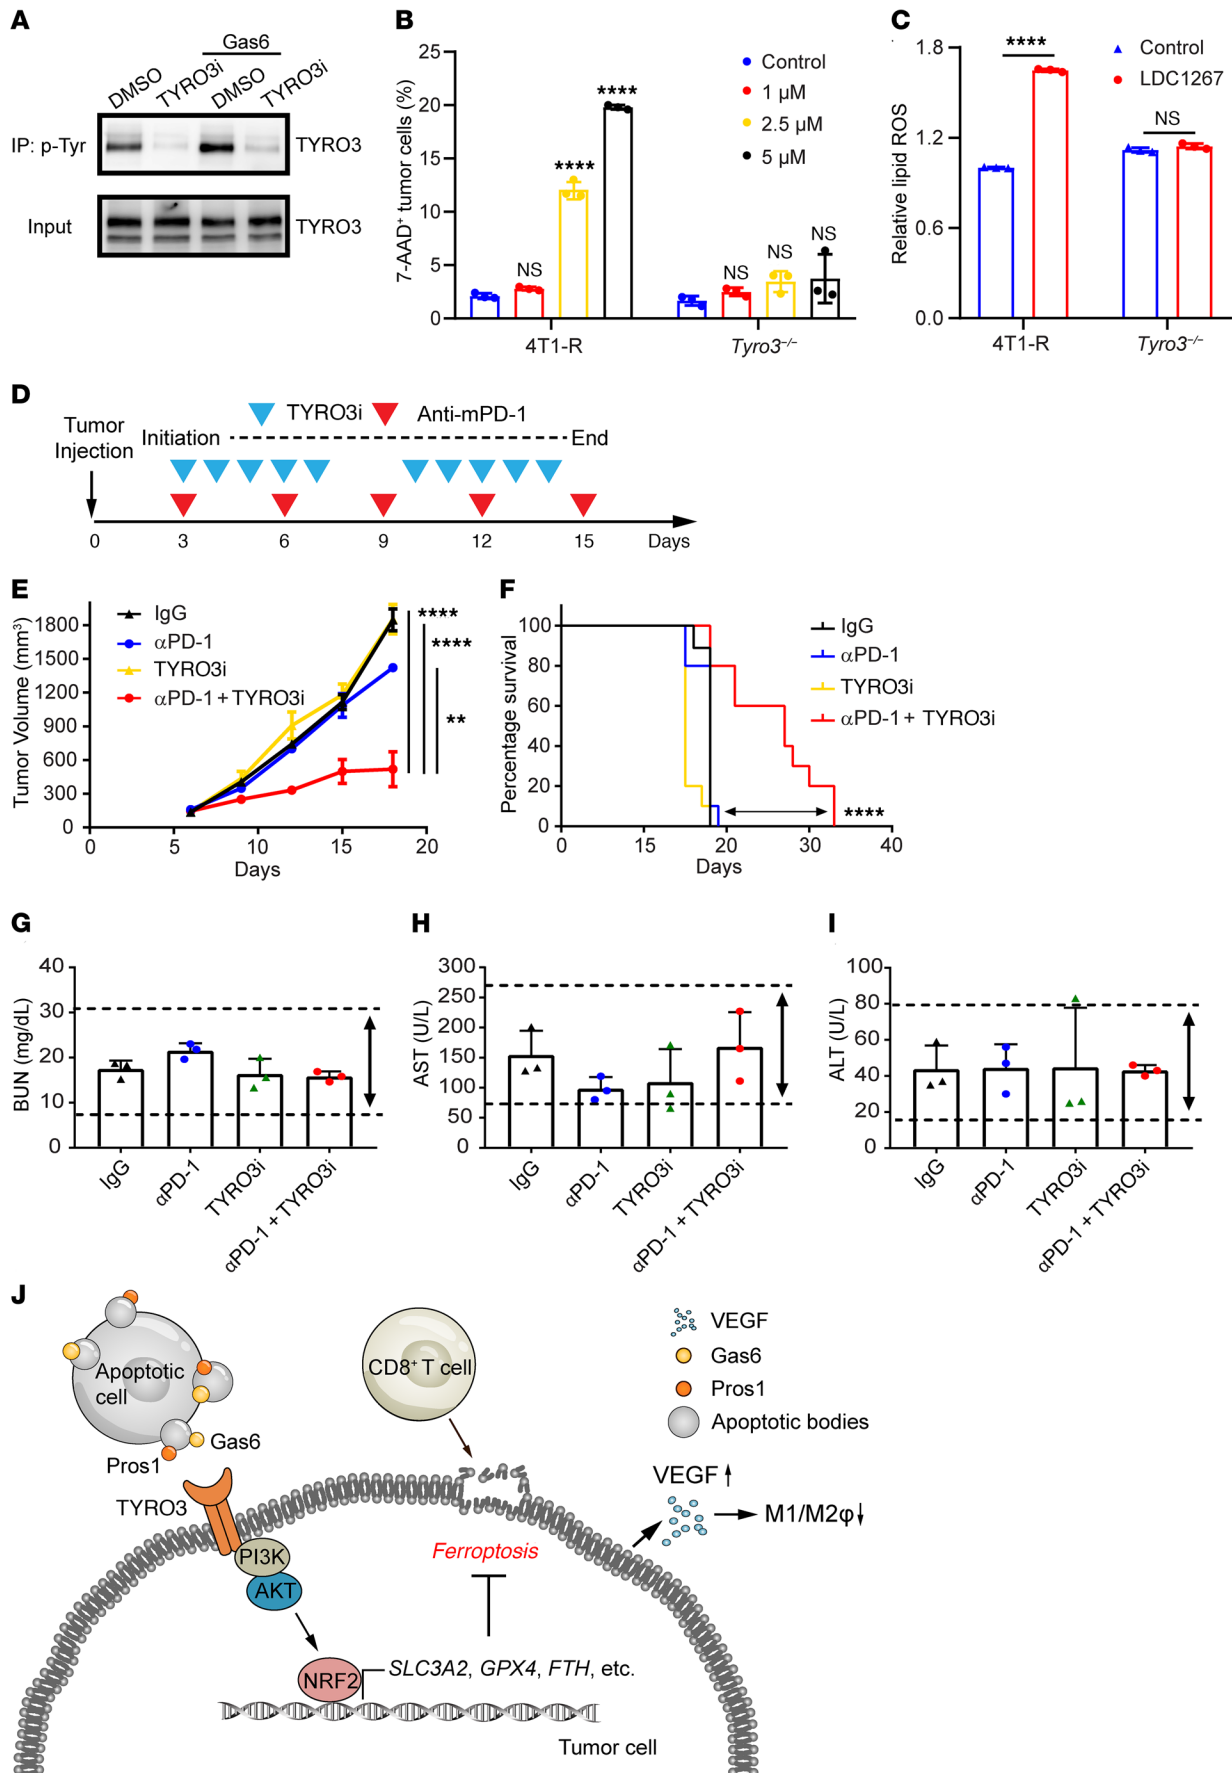 A
Gas6
DMSO
TYRO3i
DMSO
TYRO3i
IP: p-Tyr
TYRO3
Input
TYRO3
B
7-AAD⁺ tumor cells (%)
25
20
15
10
5
0
Control
1 µM
2.5 µM
5 µM
NS
****
****
NS
NS
NS
4T1-R
Tyro3⁻/⁻
C
Relative lipid ROS
1.8
1.2
0.6
0.0
Control
LDC1267
****
NS
4T1-R
Tyro3⁻/⁻
D
TYRO3i
Anti-mPD-1
Tumor
Injection
Initiation
End
0
3
6
9
12
15
Days
E
Tumor Volume (mm³)
1800
1500
1200
900
600
300
0
IgG
αPD-1
TYRO3i
αPD-1 + TYRO3i
****
****
**
0
5
10
15
20
Days
F
Percentage survival
100
80
60
40
20
0
IgG
αPD-1
TYRO3i
αPD-1 + TYRO3i
****
0
15
20
30
40
Days
G
BUN (mg/dL)
40
30
20
10
0
IgG
αPD-1
TYRO3i
αPD-1 + TYRO3i
H
AST (U/L)
300
250
200
150
100
50
0
IgG
αPD-1
TYRO3i
αPD-1 + TYRO3i
I
ALT (U/L)
100
80
60
40
20
0
IgG
αPD-1
TYRO3i
αPD-1 + TYRO3i
J
Apoptotic
cell
Gas6
Pros1
TYRO3
PI3K
AKT
NRF2
SLC3A2, GPX4, FTH, etc.
Ferroptosis
CD8⁺ T cell
VEGF
Gas6
Pros1
Apoptotic bodies
VEGF↑
M1/M2φ↓
Tumor cell